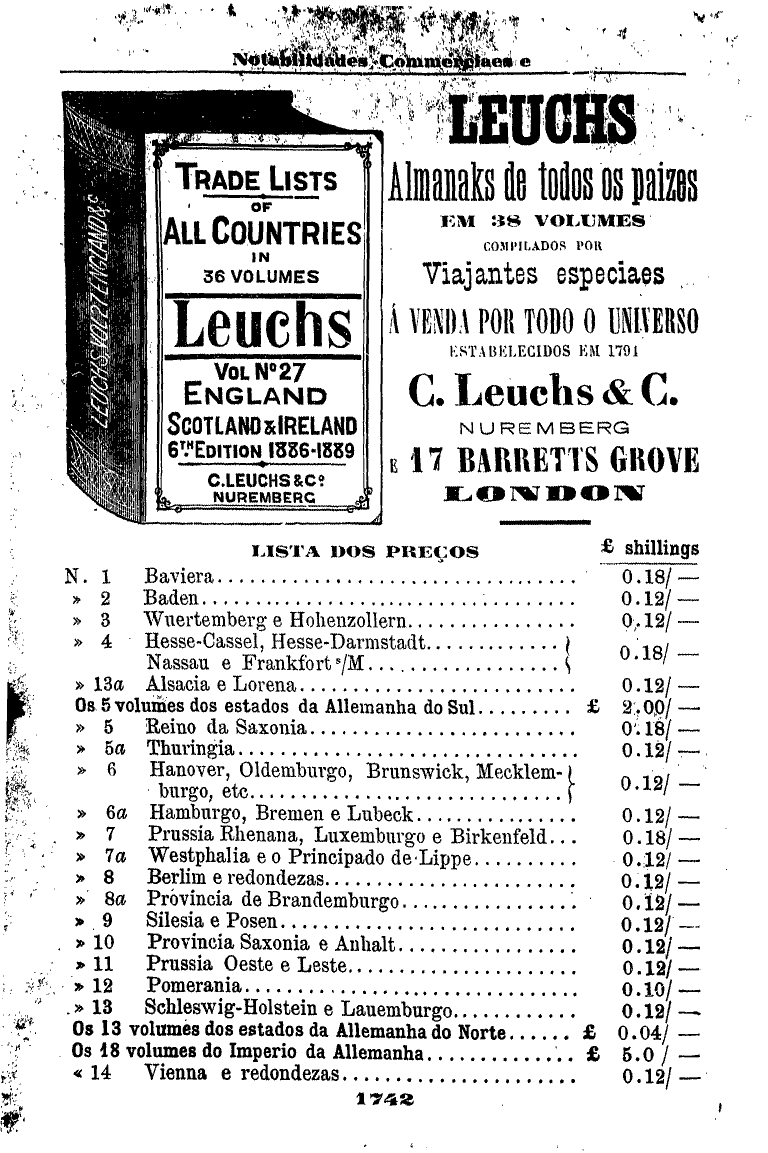 Notabilidades Commerciaes e
LEUCHS VOL 27 ENGLAND &c
TRADE LISTS
OF
ALL COUNTRIES
IN
36 VOLUMES
Leuchs
VOL Nº 27
ENGLAND
SCOTLAND & IRELAND
6TH EDITION 1886-1889
C. LEUCHS & Cº
NUREMBERG
LEUCHS
Almanaks de todos os paizes
EM 38 VOLUMES
COMPILADOS POR
Viajantes especiaes
Á VENDA POR TODO O UNIVERSO
ESTABELECIDOS EM 1791
C. Leuchs & C.
NUREMBERG
E 17 BARRETTS GROVE
LONDON
LISTA DOS PREÇOS £ shillings
N. 1 Baviera 0.18/—
» 2 Baden 0.12/—
» 3 Wuertemberg e Hohenzollern 0.12/—
» 4 Hesse-Cassel, Hesse-Darmstadt
Nassau e Frankfort s/M 0.18/—
» 13a Alsacia e Lorena 0.12/—
Os 5 volumes dos estados da Allemanha do Sul £ 2.00/—
» 5 Reino da Saxonia 0.18/—
» 5a Thuringia 0.12/—
» 6 Hanover, Oldemburgo, Brunswick, Mecklem-
burgo, etc 0.12/—
» 6a Hamburgo, Bremen e Lubeck 0.12/—
» 7 Prussia Rhenana, Luxemburgo e Birkenfeld 0.18/—
» 7a Westphalia e o Principado de Lippe 0.12/—
» 8 Berlim e redondezas 0.12/—
» 8a Provincia de Brandemburgo 0.12/—
» 9 Silesia e Posen 0.12/—
» 10 Provincia Saxonia e Anhalt 0.12/—
» 11 Prussia Oeste e Leste 0.12/—
» 12 Pomerania 0.10/—
» 13 Schleswig-Holstein e Lauemburgo 0.12/—
Os 13 volumes dos estados da Allemanha do Norte £ 0.04/—
Os 18 volumes do Imperio da Allemanha £ 5.0 /—
« 14 Vienna e redondezas 0.12/—
1742